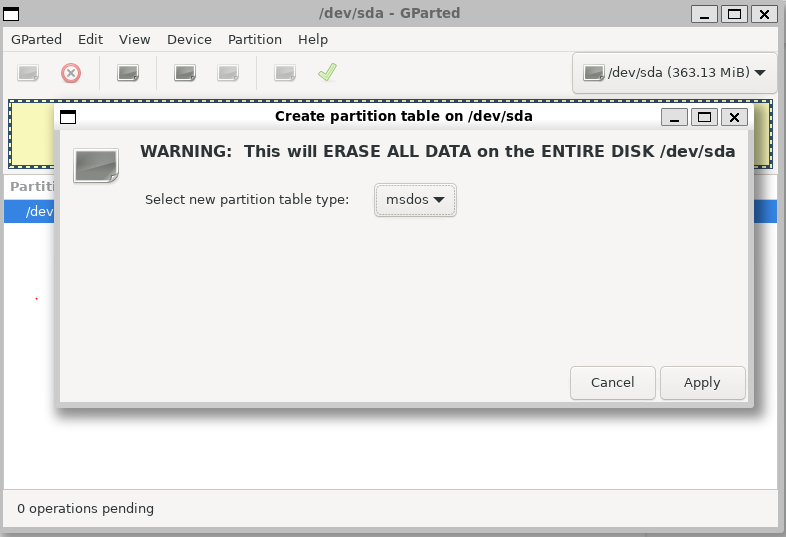 /dev/sda - GParted
GParted Edit View Device Partition Help
/dev/sda (363.13 MiB)
Create partition table on /dev/sda
WARNING: This will ERASE ALL DATA on the ENTIRE DISK /dev/sda
Select new partition table type: msdos
Partiti
/dev
Cancel Apply
0 operations pending